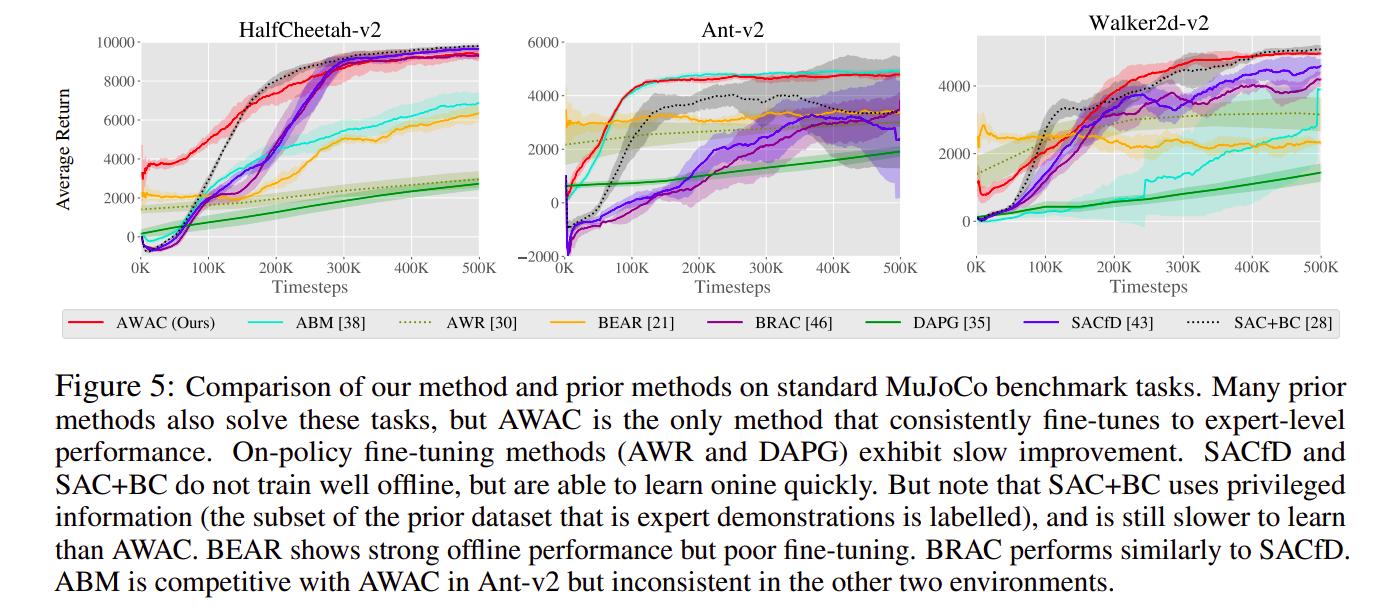 HalfCheetah-v2
10000
8000
6000
4000
2000
0
Average Return
0K 100K 200K 300K 400K 500K
Timesteps
Ant-v2
6000
4000
2000
0
−2000
0K 100K 200K 300K 400K 500K
Timesteps
Walker2d-v2
4000
2000
0
0K 100K 200K 300K 400K 500K
Timesteps
AWAC (Ours) ABM [38] AWR [30] BEAR [21] BRAC [46] DAPG [35] SACfD [43] SAC+BC [28]
Figure 5: Comparison of our method and prior methods on standard MuJoCo benchmark tasks. Many prior
methods also solve these tasks, but AWAC is the only method that consistently fine-tunes to expert-level
performance. On-policy fine-tuning methods (AWR and DAPG) exhibit slow improvement. SACfD and
SAC+BC do not train well offline, but are able to learn onine quickly. But note that SAC+BC uses privileged
information (the subset of the prior dataset that is expert demonstrations is labelled), and is still slower to learn
than AWAC. BEAR shows strong offline performance but poor fine-tuning. BRAC performs similarly to SACfD.
ABM is competitive with AWAC in Ant-v2 but inconsistent in the other two environments.